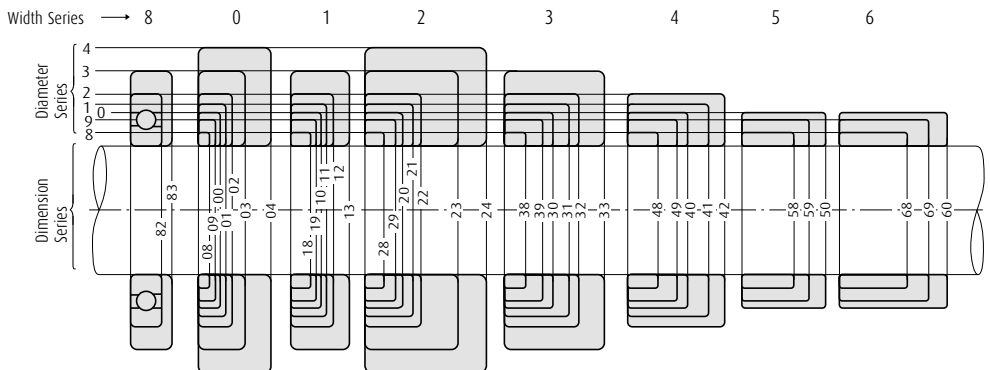 Width Series → 8 0 1 2 3 4 5 6
Diameter Series
4
3
2
1
0
9
8
Dimension Series
82 83
08 09 00 01 02 03 04
18 19 10 11 12 13
28 29 20 21 22 23 24
38 39 30 31 32 33
48 49 40 41 42
58 59 50
68 69 60